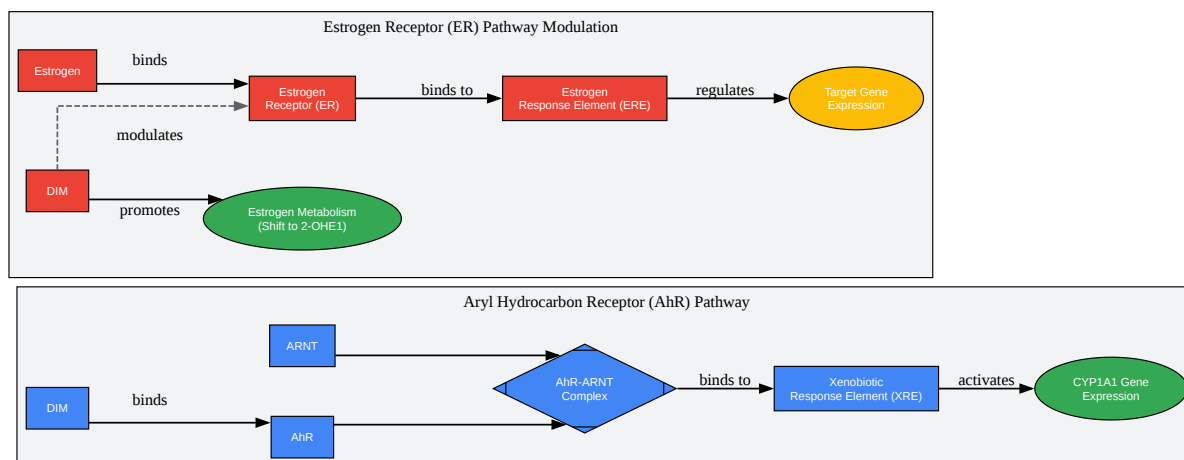 Estrogen Receptor (ER) Pathway Modulation
Estrogen
binds
Estrogen
Receptor (ER)
binds to
Estrogen
Response Element (ERE)
regulates
Target Gene
Expression
modulates
DIM
promotes
Estrogen Metabolism
(Shift to 2-OHE1)
Aryl Hydrocarbon Receptor (AhR) Pathway
ARNT
DIM
binds
AhR
AhR-ARNT
Complex
binds to
Xenobiotic
Response Element (XRE)
activates
CYP1A1 Gene
Expression